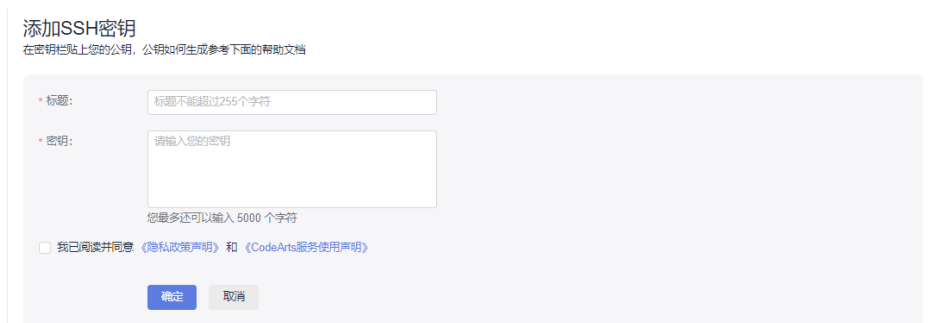 添加SSH密钥
在密钥栏贴上您的公钥，公钥如何生成参考下面的帮助文档
* 标题： 标题不能超过255个字符
* 密钥： 请输入您的密钥
您最多还可以输入 5000 个字符
我已阅读并同意 《隐私政策声明》 和 《CodeArts服务使用声明》
确定 取消